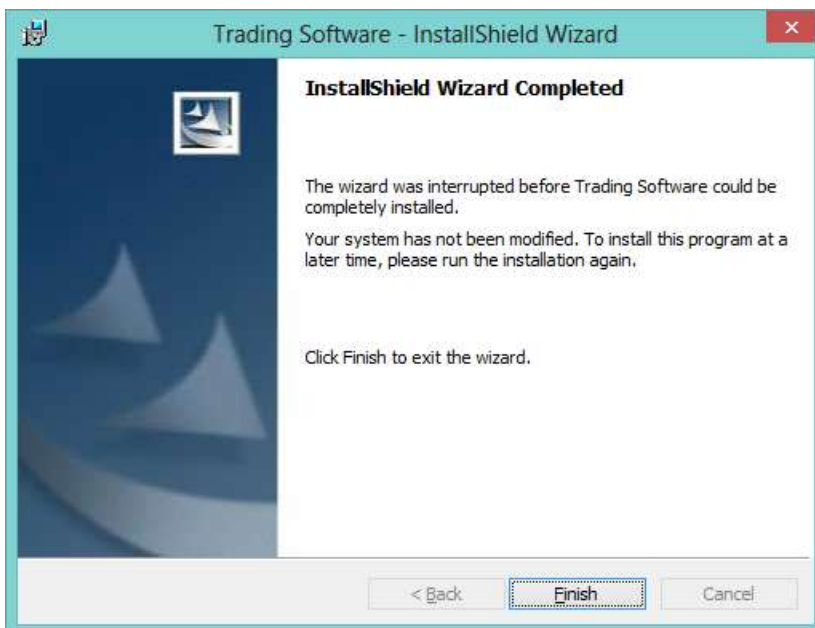 Trading Software - InstallShield Wizard
InstallShield Wizard Completed
The wizard was interrupted before Trading Software could be
completely installed.
Your system has not been modified. To install this program at a
later time, please run the installation again.
Click Finish to exit the wizard.
< Back
Finish
Cancel